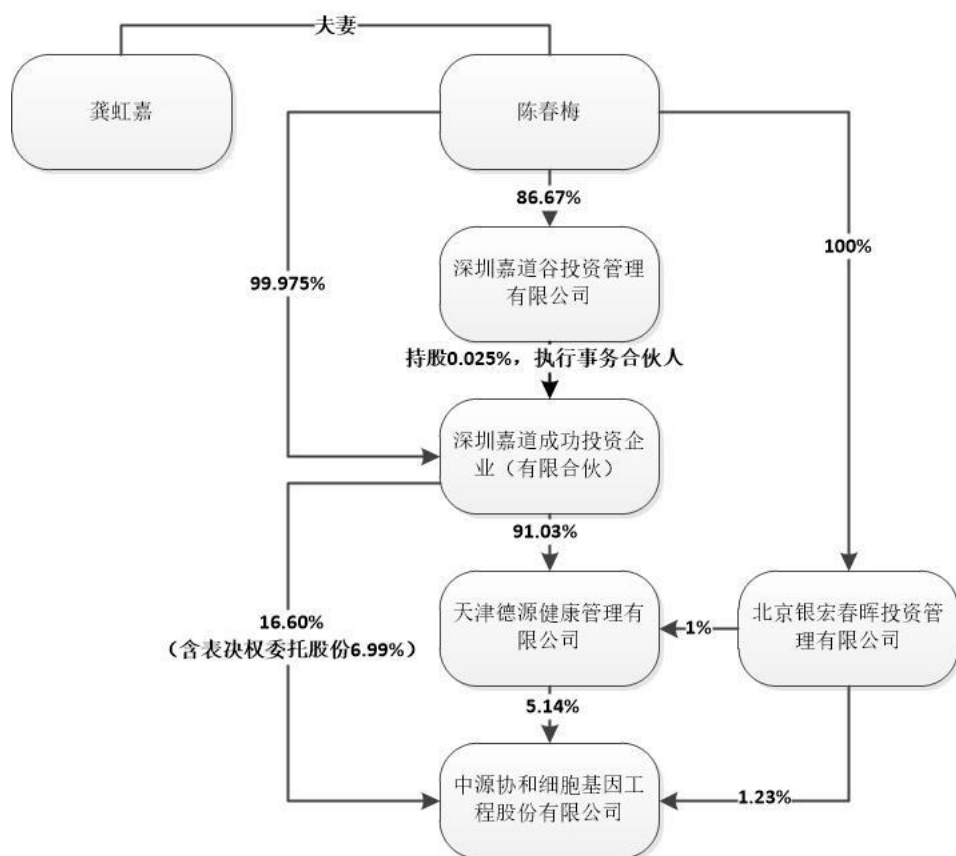 夫妻
龚虹嘉
陈春梅
86.67%
100%
99.975%
深圳嘉道谷投资管理
有限公司
持股0.025%，执行事务合伙人
深圳嘉道成功投资企
业（有限合伙）
91.03%
16.60%
（含表决权委托股份6.99%）
天津德源健康管理有
限公司
1%
北京银宏春晖投资管
理有限公司
5.14%
中源协和细胞基因工
程股份有限公司
1.23%